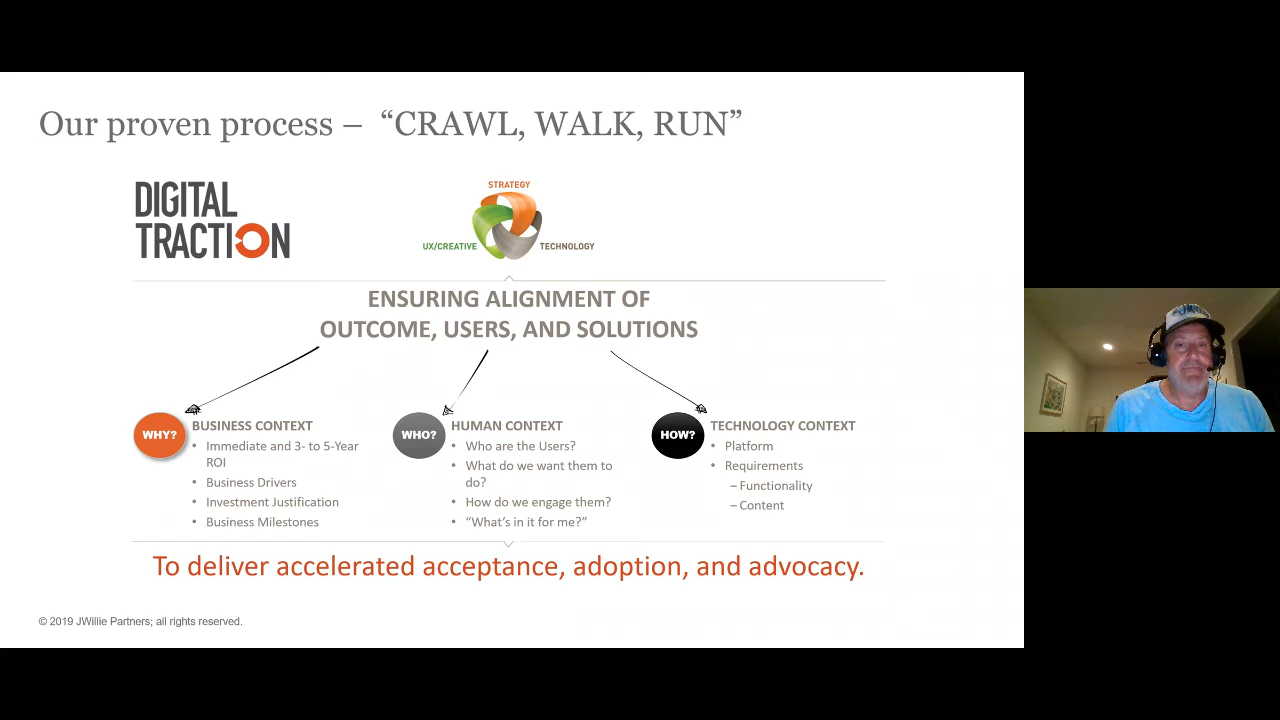 Our proven process – “CRAWL, WALK, RUN”
DIGITAL
TRACTION
STRATEGY
UX/CREATIVE
TECHNOLOGY
ENSURING ALIGNMENT OF
OUTCOME, USERS, AND SOLUTIONS
WHY?
BUSINESS CONTEXT
• Immediate and 3- to 5-Year
ROI
• Business Drivers
• Investment Justification
• Business Milestones
WHO?
HUMAN CONTEXT
• Who are the Users?
• What do we want them to
do?
• How do we engage them?
• “What’s in it for me?”
HOW?
TECHNOLOGY CONTEXT
• Platform
• Requirements
– Functionality
– Content
To deliver accelerated acceptance, adoption, and advocacy.
© 2019 JWillie Partners; all rights reserved.